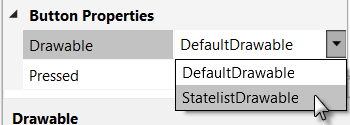 Button Properties
Drawable DefaultDrawable
DefaultDrawable
Pressed
StatelistDrawable
Drawable